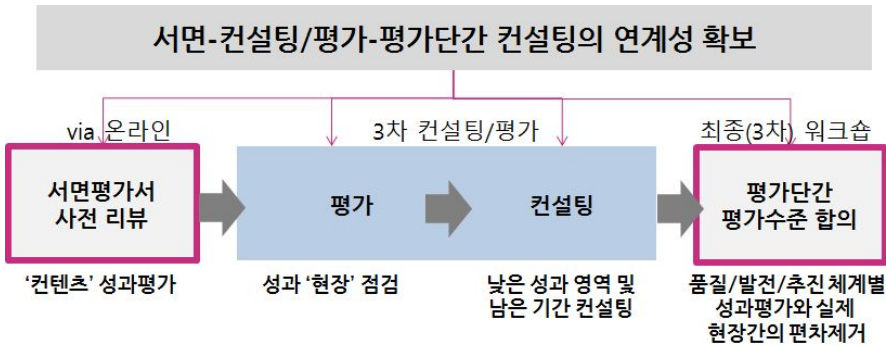 서면-컨설팅/평가-평가단간 컨설팅의 연계성 확보
via 온라인
3차 컨설팅/평가
최종(3차) 워크숍
서면평가서
사전 리뷰
평가
컨설팅
평가단간
평가수준 합의
‘컨텐츠’ 성과평가
성과 ‘현장’ 점검
낮은 성과 영역 및
남은 기간 컨설팅
품질/발전/추진 체계별
성과평가와 실제
현장간의 편차제거